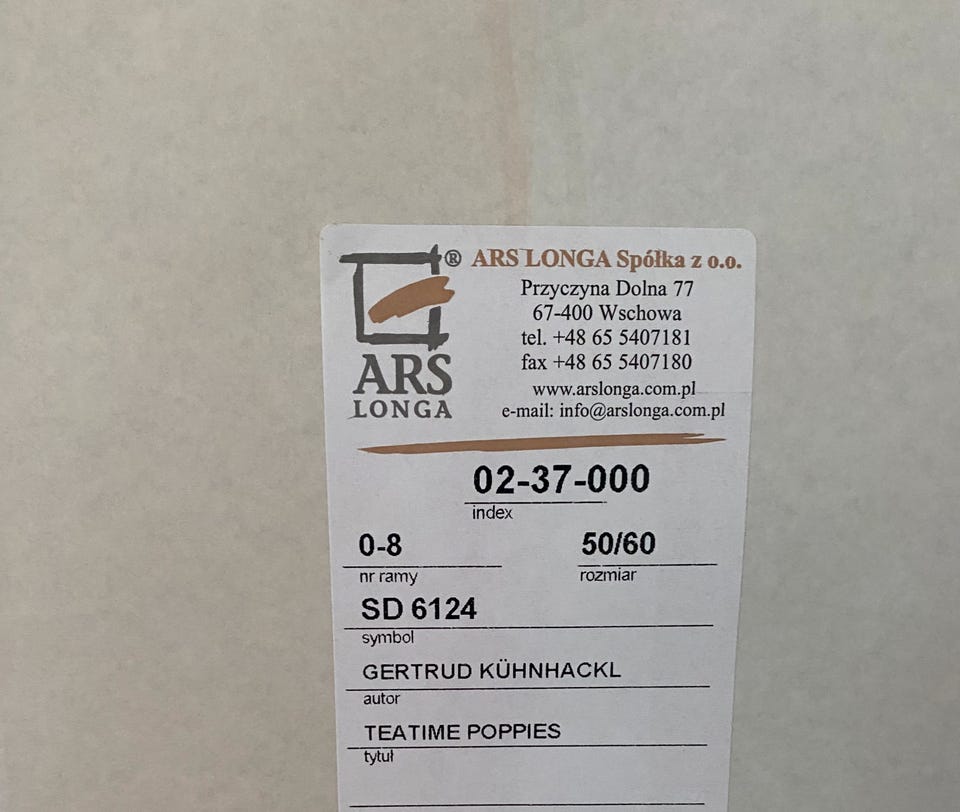 ® ARS LONGA Spółka z o.o.
Przyczyna Dolna 77
67-400 Wschowa
tel. +48 65 5407181
fax +48 65 5407180
www.arslonga.com.pl
e-mail: info@arslonga.com.pl
ARS
LONGA
02-37-000
index
0-8 50/60
nr ramy rozmiar
SD 6124
symbol
GERTRUD KÜHNHACKL
autor
TEATIME POPPIES
tytuł